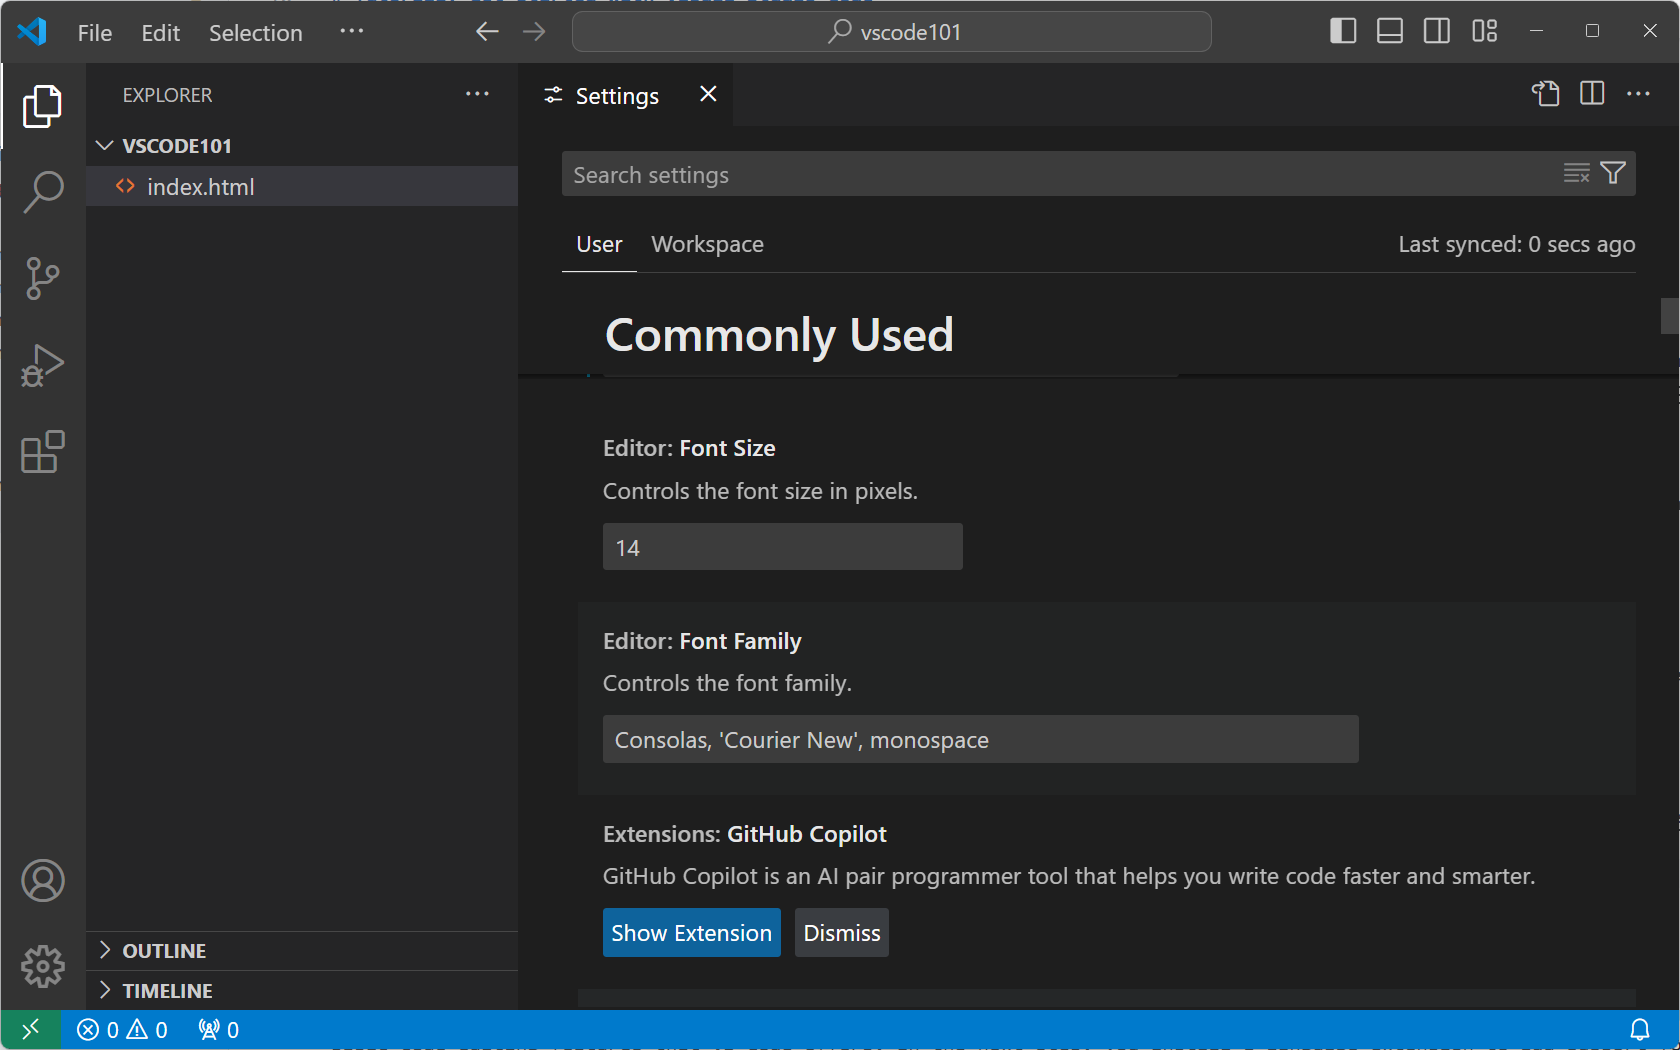 File Edit Selection ··· vscode101
EXPLORER ···
Settings
VSCODE101
index.html
Search settings
User Workspace Last synced: 0 secs ago
Commonly Used
Editor: Font Size
Controls the font size in pixels.
14
Editor: Font Family
Controls the font family.
Consolas, 'Courier New', monospace
Extensions: GitHub Copilot
GitHub Copilot is an AI pair programmer tool that helps you write code faster and smarter.
Show Extension Dismiss
OUTLINE
TIMELINE
0 0 0